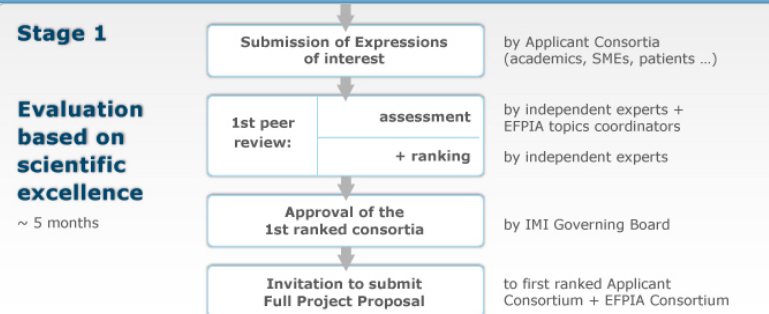 Stage 1
Submission of Expressions
of interest
by Applicant Consortia
(academics, SMEs, patients ...)
Evaluation
based on
scientific
excellence
~ 5 months
1st peer
review:
assessment
by independent experts +
EFPIA topics coordinators
+ ranking
by independent experts
Approval of the
1st ranked consortia
by IMI Governing Board
Invitation to submit
Full Project Proposal
to first ranked Applicant
Consortium + EFPIA Consortium